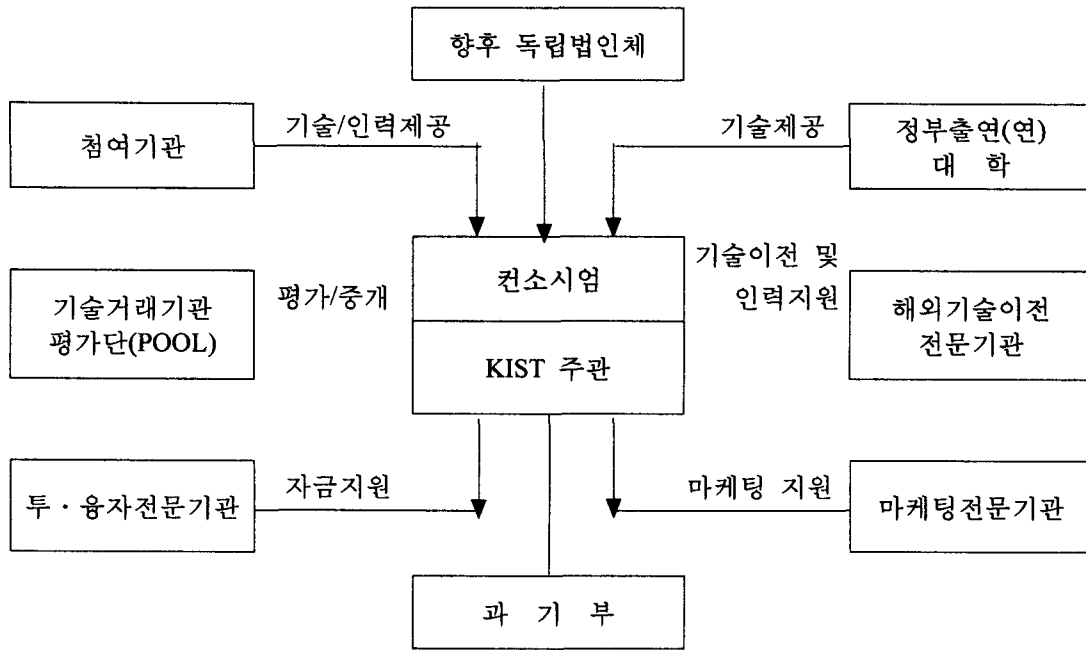 향후 독립법인체
기술/인력제공
기술제공
첨여기관
정부출연(연)
대 학
컨소시엄
기술이전 및
인력지원
평가/중개
기술거래기관
평가단(POOL)
해외기술이전
전문기관
KIST 주관
자금지원
마케팅 지원
투·융자전문기관
마케팅전문기관
과 기 부